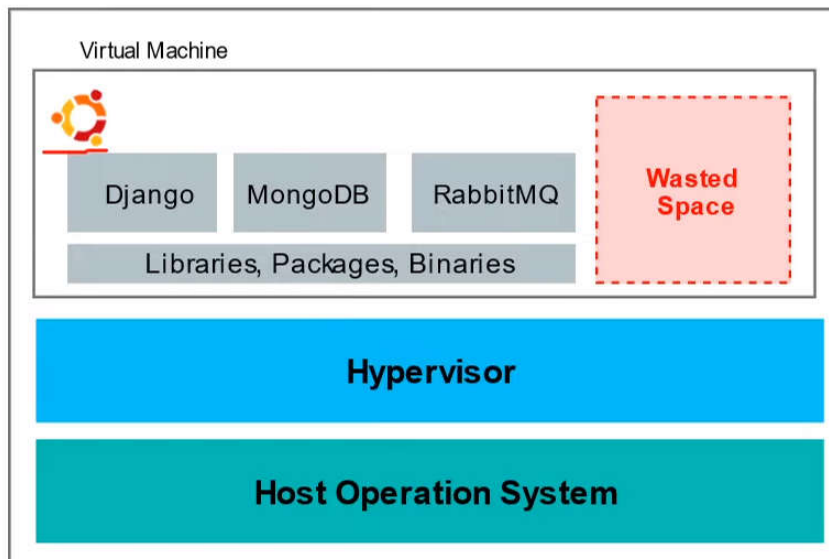 Virtual Machine
Django
MongoDB
RabbitMQ
Wasted
Space
Libraries, Packages, Binaries
Hypervisor
Host Operation System